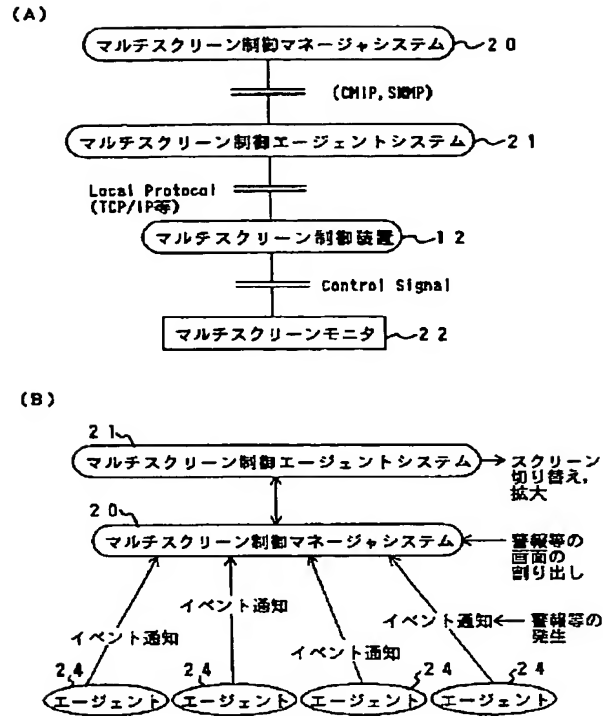 (A)
マルチスクリーン制御マネージャシステム 20
(CMIP, SNMP)
マルチスクリーン制御エージェントシステム 21
Local Protocol
(TCP/IP等)
マルチスクリーン制御装置 12
Control Signal
マルチスクリーンモニタ 22
(B)
21
マルチスクリーン制御エージェントシステム
スクリーン
切り替え,
拡大
20
マルチスクリーン制御マネージャシステム
警報等の
画面の
割り出し
イベント通知
イベント通知
イベント通知
イベント通知
警報等の
発生
24
24
24
24
エージェント
エージェント
エージェント
エージェント